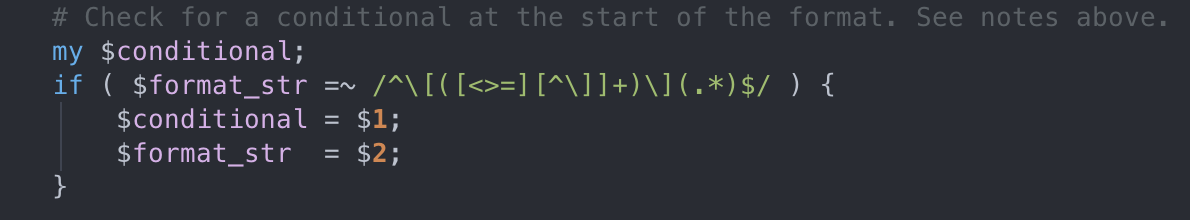 # Check for a conditional at the start of the format. See notes above.
my $conditional;
if ( $format_str =~ /^\[([<>=][^\]]+)\](.*)$/ ) {
    $conditional = $1;
    $format_str  = $2;
}